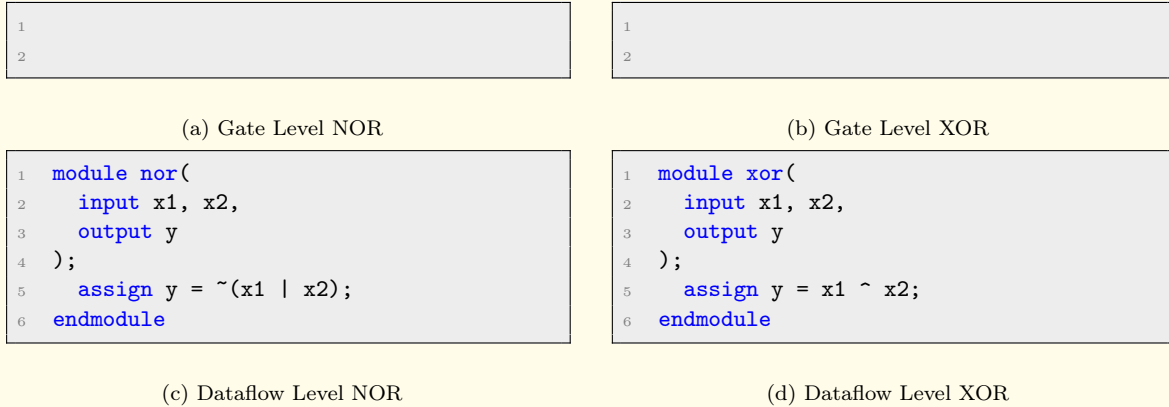 1
2
(a) Gate Level NOR
1
2
(b) Gate Level XOR
1 module nor(
2   input x1, x2,
3   output y
4 );
5   assign y = ~(x1 | x2);
6 endmodule
(c) Dataflow Level NOR
1 module xor(
2   input x1, x2,
3   output y
4 );
5   assign y = x1 ^ x2;
6 endmodule
(d) Dataflow Level XOR